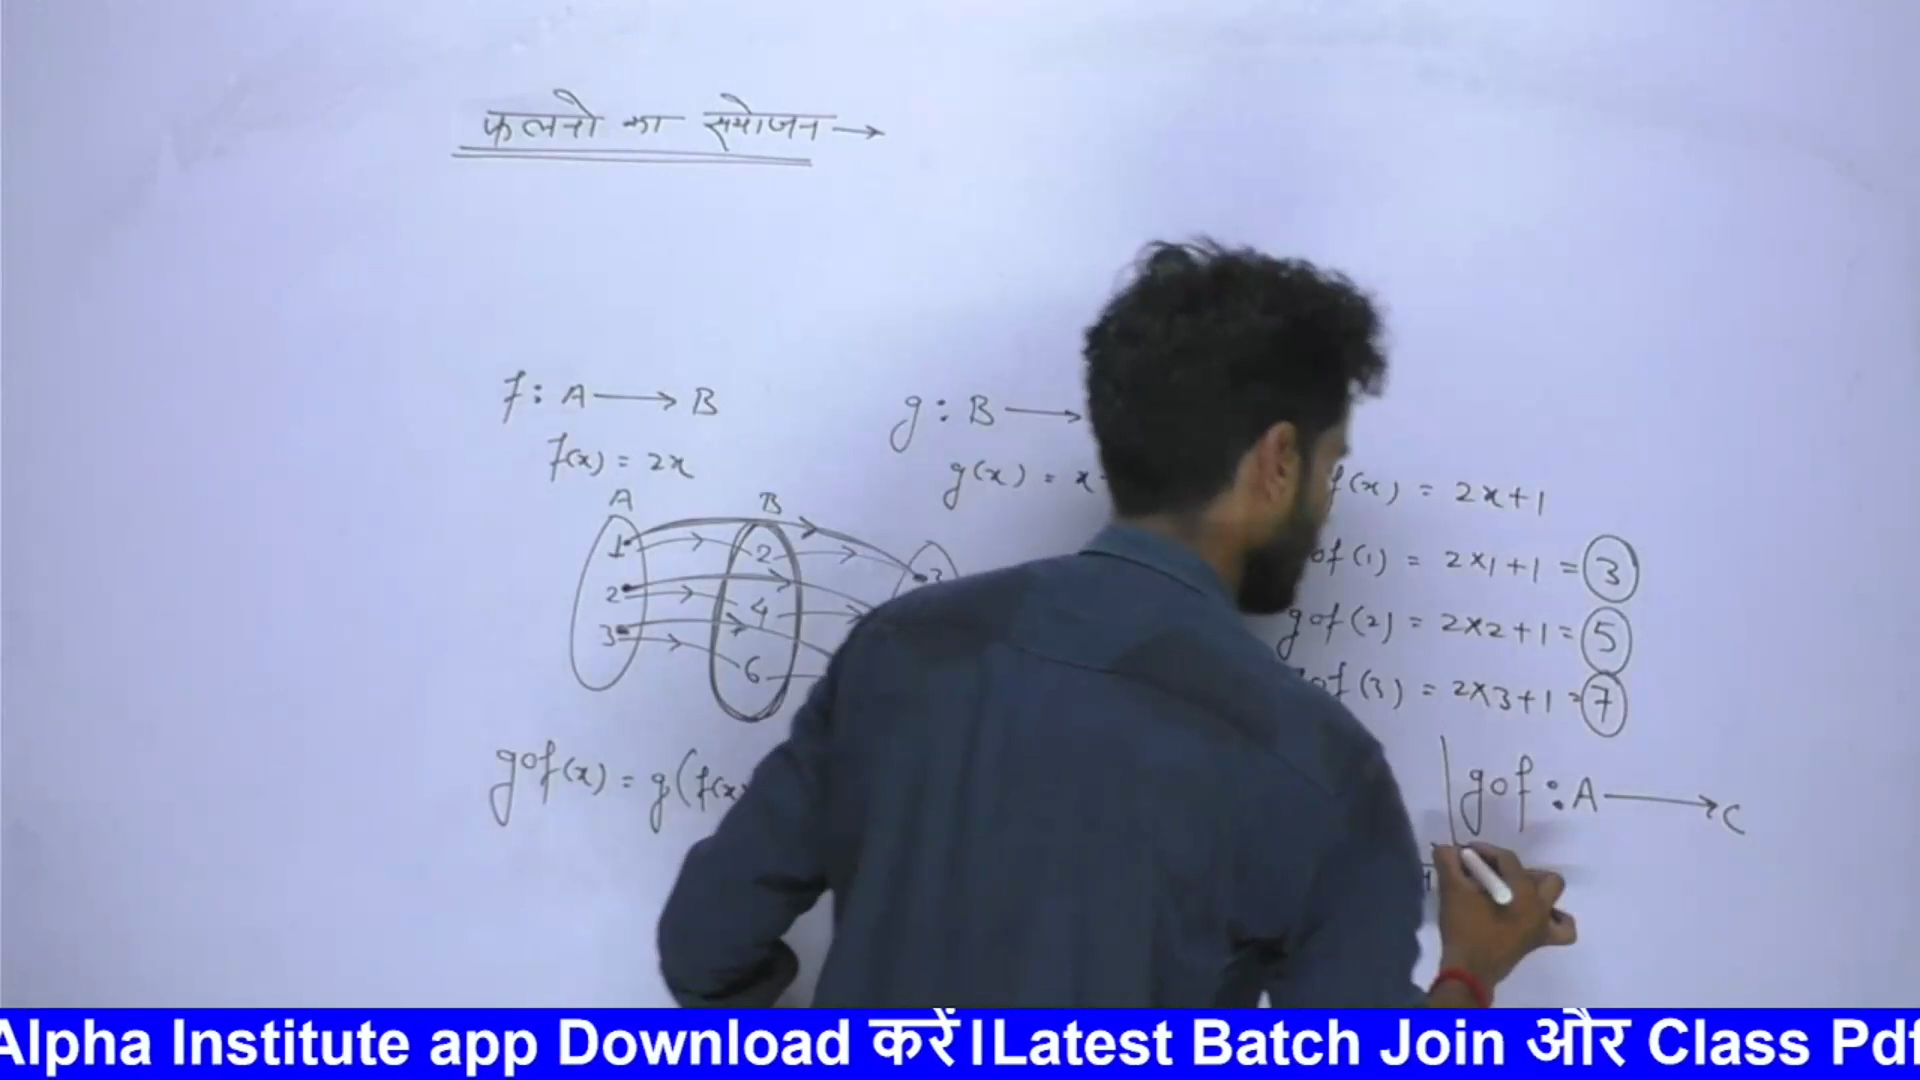 फलनो का संयोजन →
f : A → B
g : B →
f(x) = 2x
g(x) = x
f(x) = 2x+1
A
B
1
2
3
2
4
6
3
of(1) = 2×1+1 = 3
gof(2) = 2×2+1 = 5
of(3) = 2×3+1 = 7
gof(x) = g(f(x)
gof : A → C
Alpha Institute app Download करें।Latest Batch Join और Class Pdf